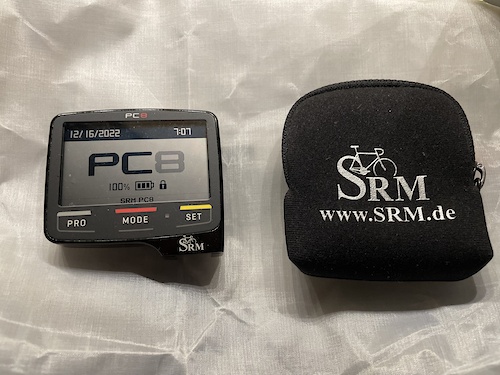 PC8
12/16/2022 7:07
PC8
100%
SRM PC8
PRO MODE SET
SRM
SRM
www.SRM.de